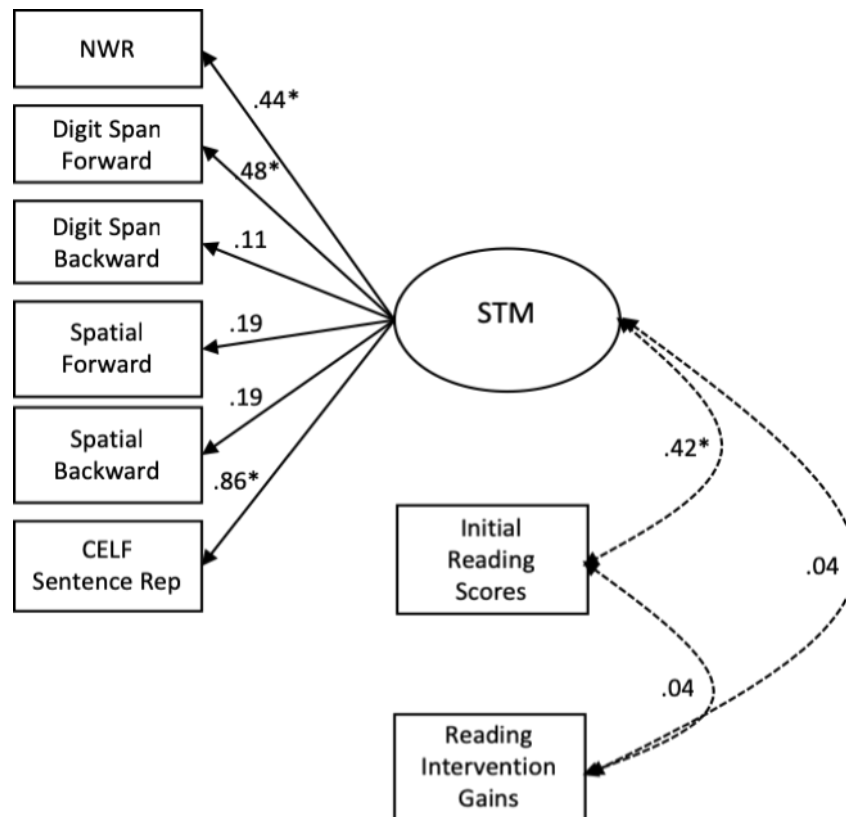 NWR
.44*
Digit Span
Forward
.48*
Digit Span
Backward
.11
Spatial
Forward
.19
Spatial
Backward
.19
CELF
Sentence Rep
.86*
STM
.42*
Initial
Reading
Scores
.04
.04
Reading
Intervention
Gains